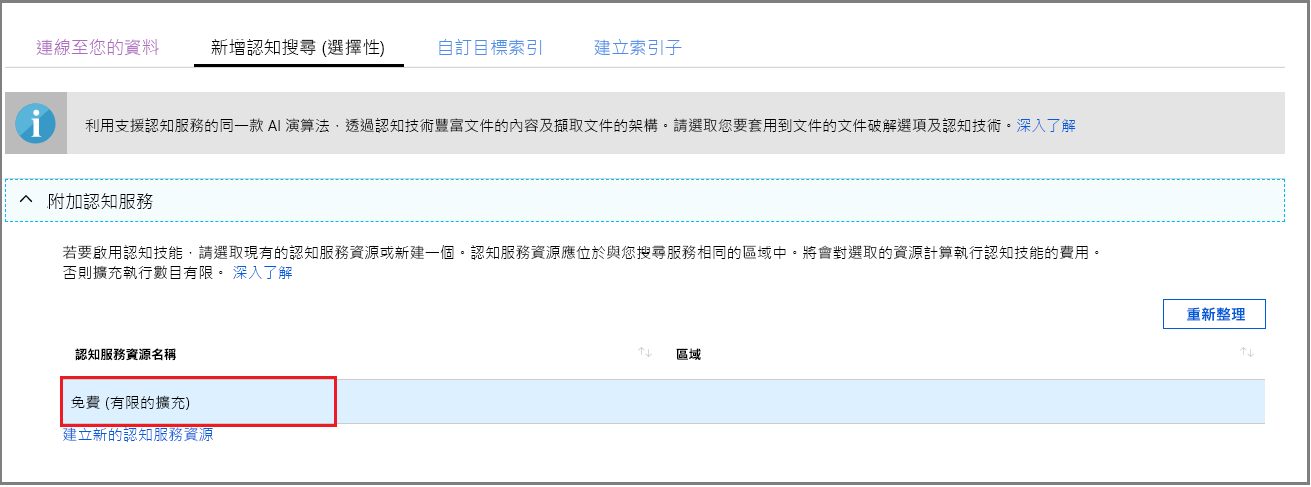 連線至您的資料 新增認知搜尋 (選擇性) 自訂目標索引 建立索引子
利用支援認知服務的同一款 AI 演算法，透過認知技術豐富文件的內容及擷取文件的架構。請選取您要套用到文件的文件破解選項及認知技術。深入了解
附加認知服務
若要啟用認知技能，請選取現有的認知服務資源或新建一個。認知服務資源應位於與您搜尋服務相同的區域中。將會對選取的資源計算執行認知技能的費用。
否則擴充執行數目有限。 深入了解
重新整理
認知服務資源名稱 ↑↓ 區域 ↑↓
免費 (有限的擴充)
建立新的認知服務資源